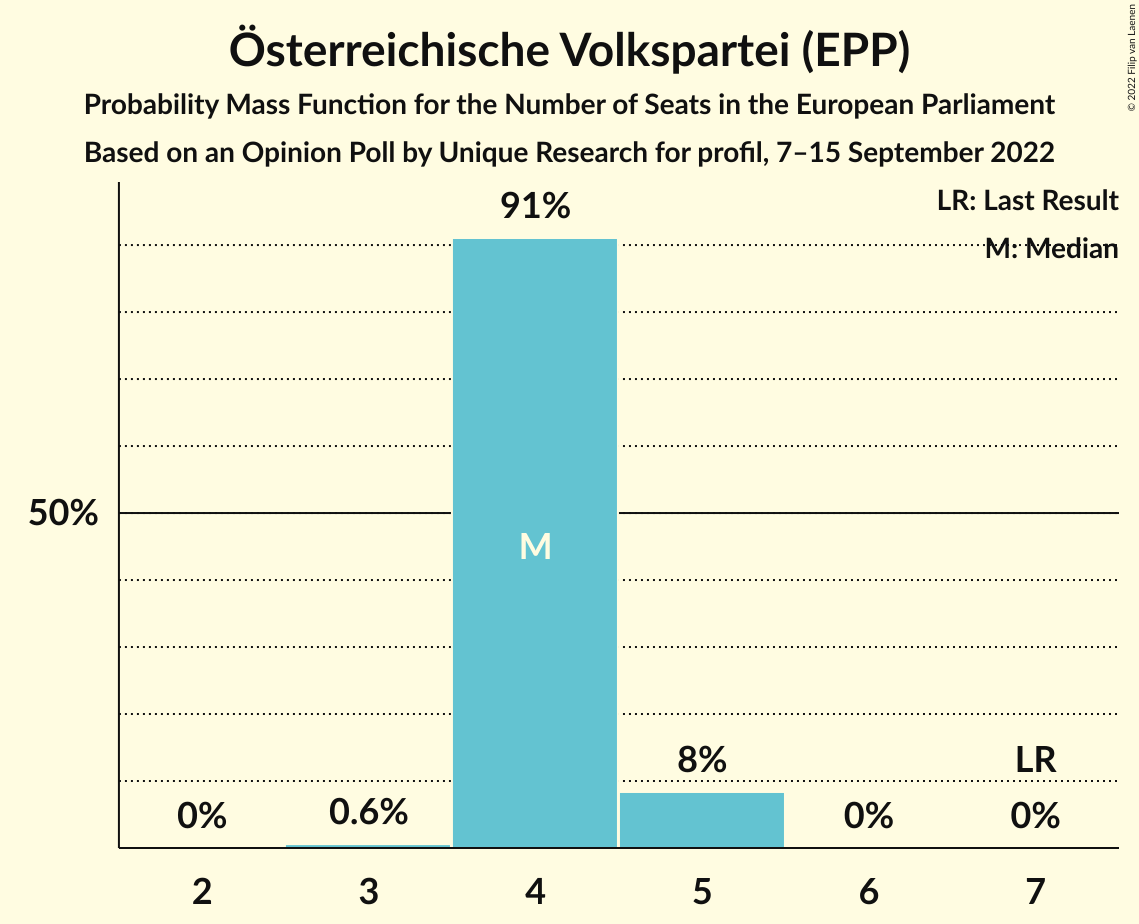 Österreichische Volkspartei (EPP)
Probability Mass Function for the Number of Seats in the European Parliament
Based on an Opinion Poll by Unique Research for profil, 7–15 September 2022
© 2022 Filip van Laenen
LR: Last Result
M: Median
91%
50%
M
8%
LR
0%
0.6%
0%
0%
2
3
4
5
6
7